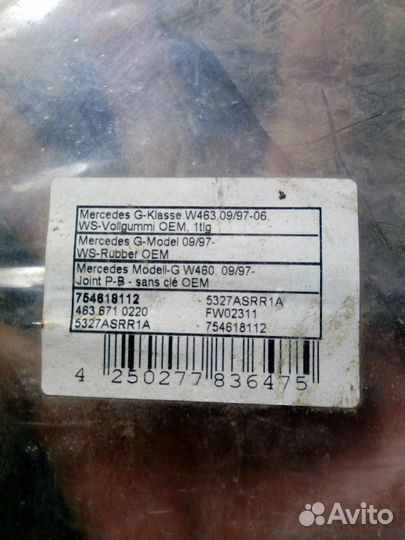 Mercedes G-Klasse W463 09/97-06
WS-Vollgummi OEM, 1tlg
Mercedes G-Model 09/97-
WS-Rubber OEM
Mercedes Modell-G W460, 09/97-
Joint P-B - sans clé OEM
754618112 - 5327ASRR1A
463 671 0220 FW02311
5327ASRR1A - 754618112
4 250277 836475
Avito